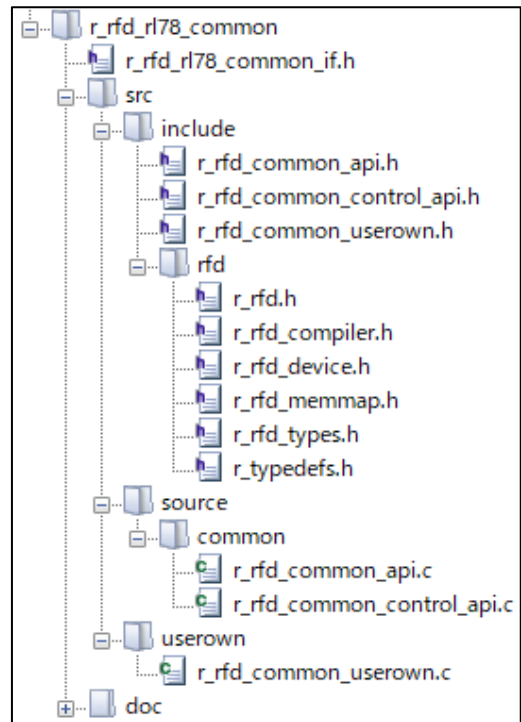 r_rfd_rl78_common
r_rfd_rl78_common_if.h
src
include
r_rfd_common_api.h
r_rfd_common_control_api.h
r_rfd_common_userown.h
rfd
r_rfd.h
r_rfd_compiler.h
r_rfd_device.h
r_rfd_memmap.h
r_rfd_types.h
r_typedefs.h
source
common
r_rfd_common_api.c
r_rfd_common_control_api.c
userown
r_rfd_common_userown.c
doc